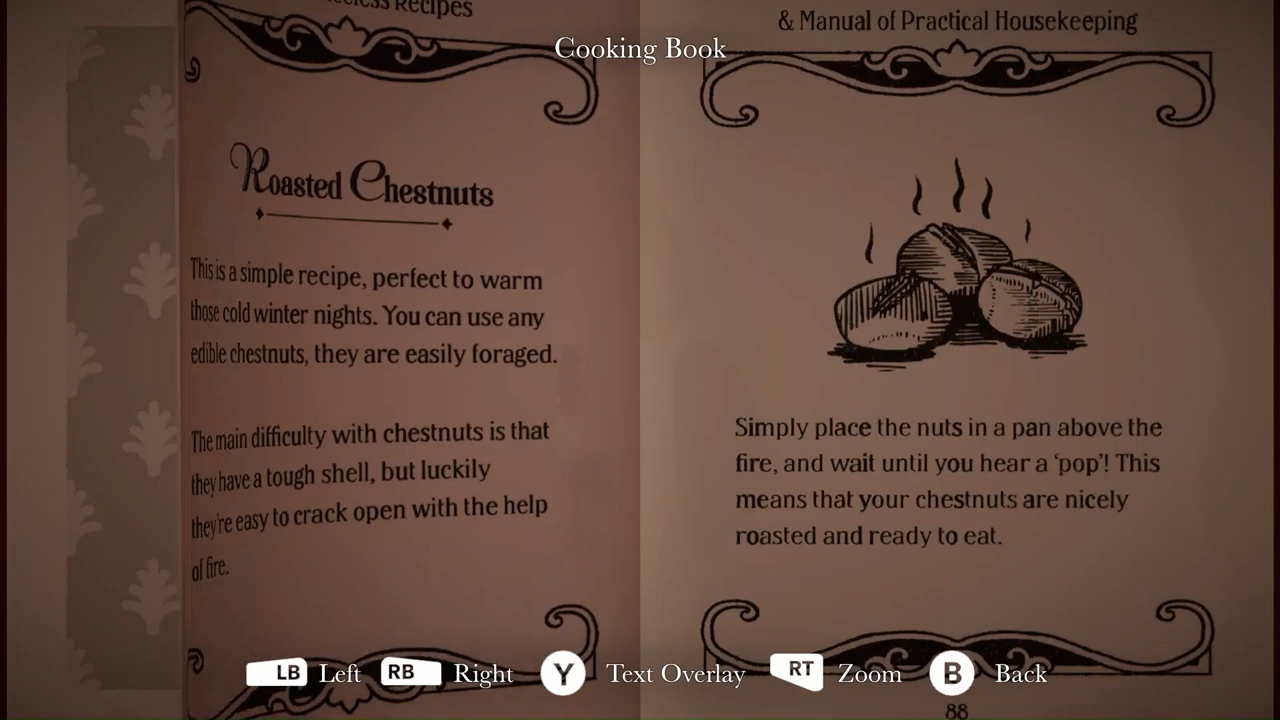 Recipes
& Manual of Practical Housekeeping
Cooking Book
Roasted Chestnuts
This is a simple recipe, perfect to warm
those cold winter nights. You can use any
edible chestnuts, they are easily foraged.
The main difficulty with chestnuts is that
they have a tough shell, but luckily
they're easy to crack open with the help
of fire.
Simply place the nuts in a pan above the
fire, and wait until you hear a ‘pop’! This
means that your chestnuts are nicely
roasted and ready to eat.
LB Left RB Right Y Text Overlay RT Zoom B Back
88